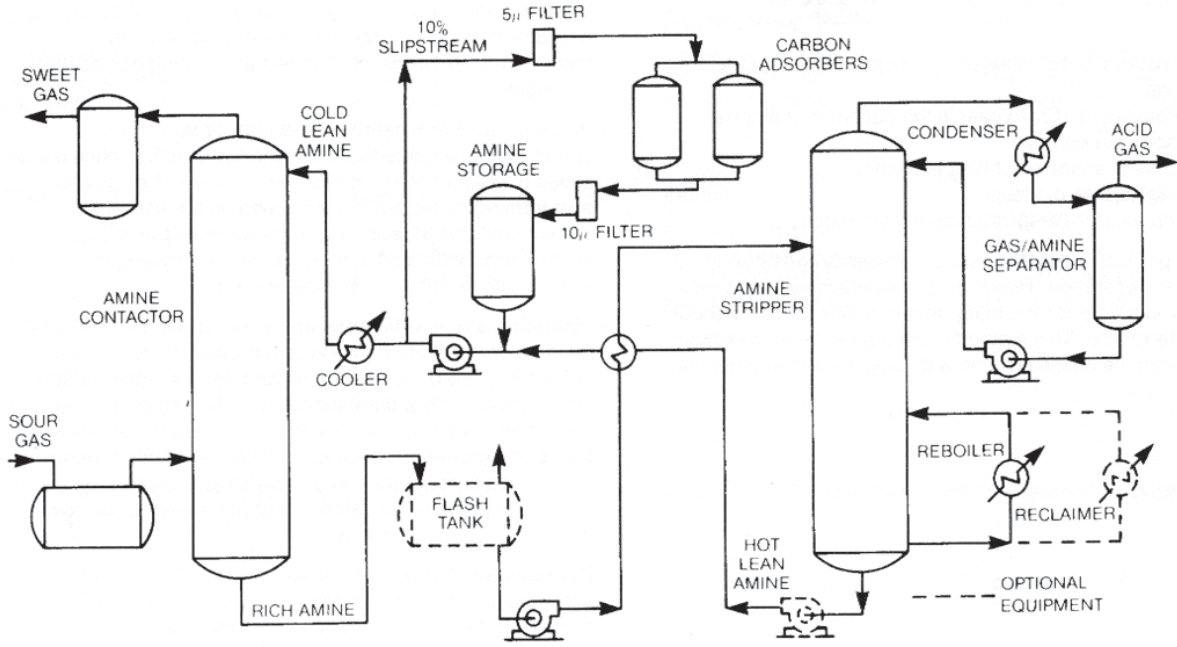 5µ FILTER
10%
SLIPSTREAM
CARBON
ADSORBERS
SWEET
GAS
COLD
LEAN
AMINE
CONDENSER
ACID
GAS
AMINE
STORAGE
10µ FILTER
GAS/AMINE
SEPARATOR
AMINE
CONTACTOR
AMINE
STRIPPER
COOLER
SOUR
GAS
REBOILER
FLASH
TANK
RECLAIMER
HOT
LEAN
AMINE
RICH AMINE
OPTIONAL
EQUIPMENT